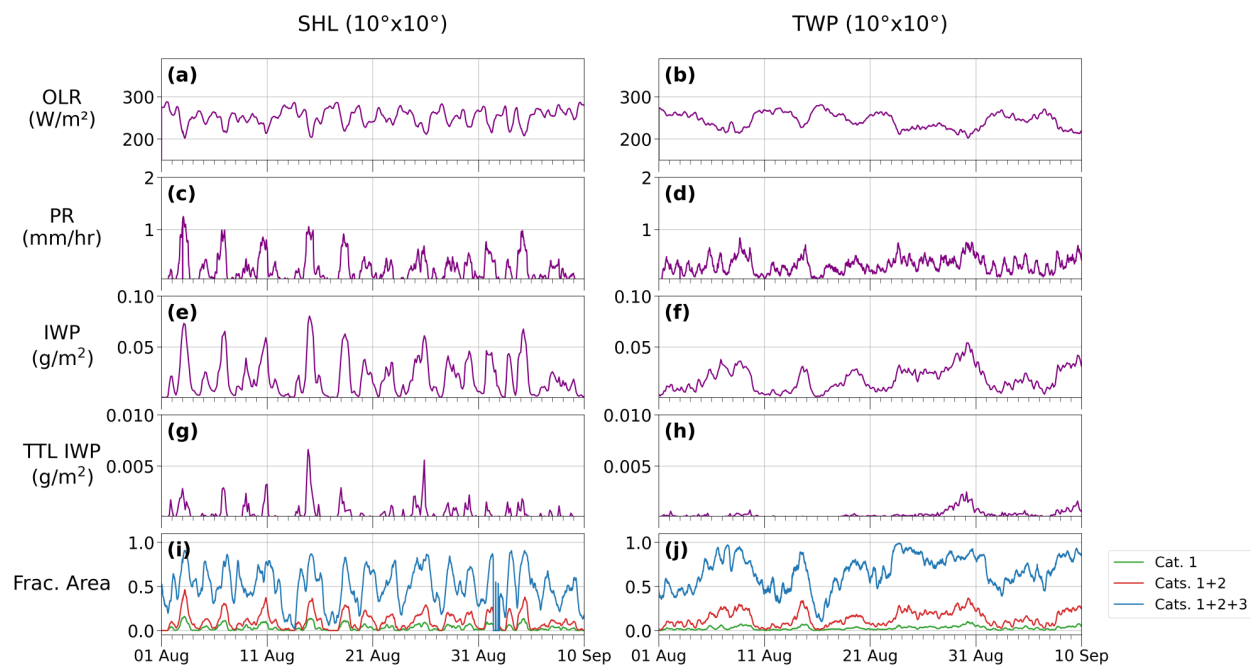 SHL (10°x10°) TWP (10°x10°)
OLR
(W/m²)
300
200
(a)
300
200
(b)
PR
(mm/hr)
2
1
(c)
2
1
(d)
IWP
(g/m²)
0.10
0.05
(e)
0.10
0.05
(f)
TTL IWP
(g/m²)
0.010
0.005
(g)
0.010
0.005
(h)
Frac. Area
1.0
0.5
0.0
(i)
1.0
0.5
0.0
(j)
01 Aug 11 Aug 21 Aug 31 Aug 10 Sep
01 Aug 11 Aug 21 Aug 31 Aug 10 Sep
Cat. 1
Cats. 1+2
Cats. 1+2+3